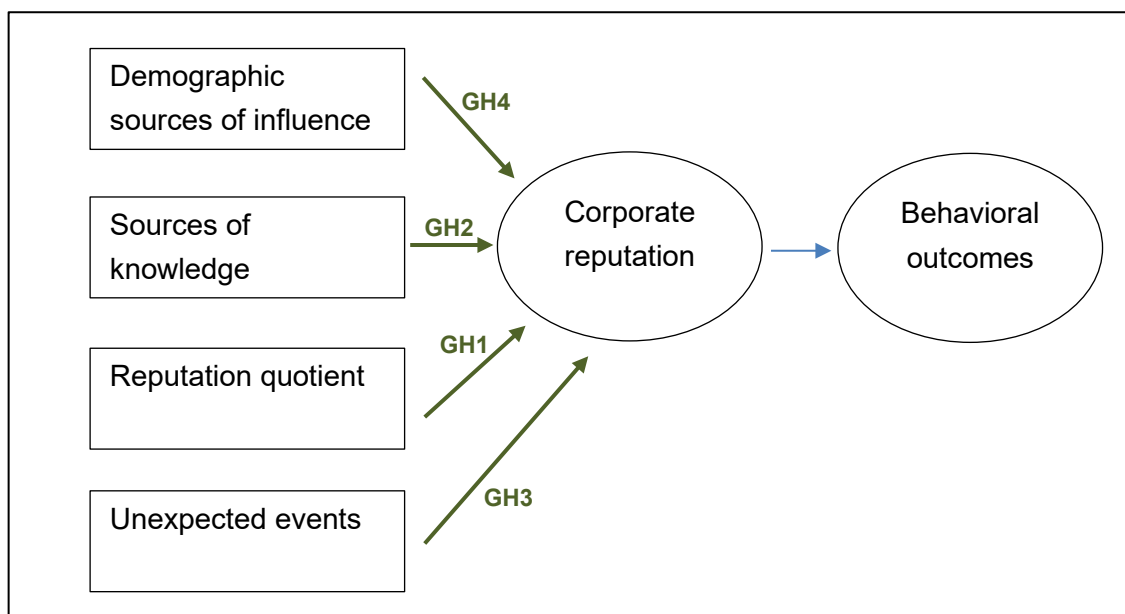 Demographic
sources of influence
GH4
Sources of
knowledge
GH2
Corporate
reputation
Behavioral
outcomes
Reputation quotient
GH1
Unexpected events
GH3